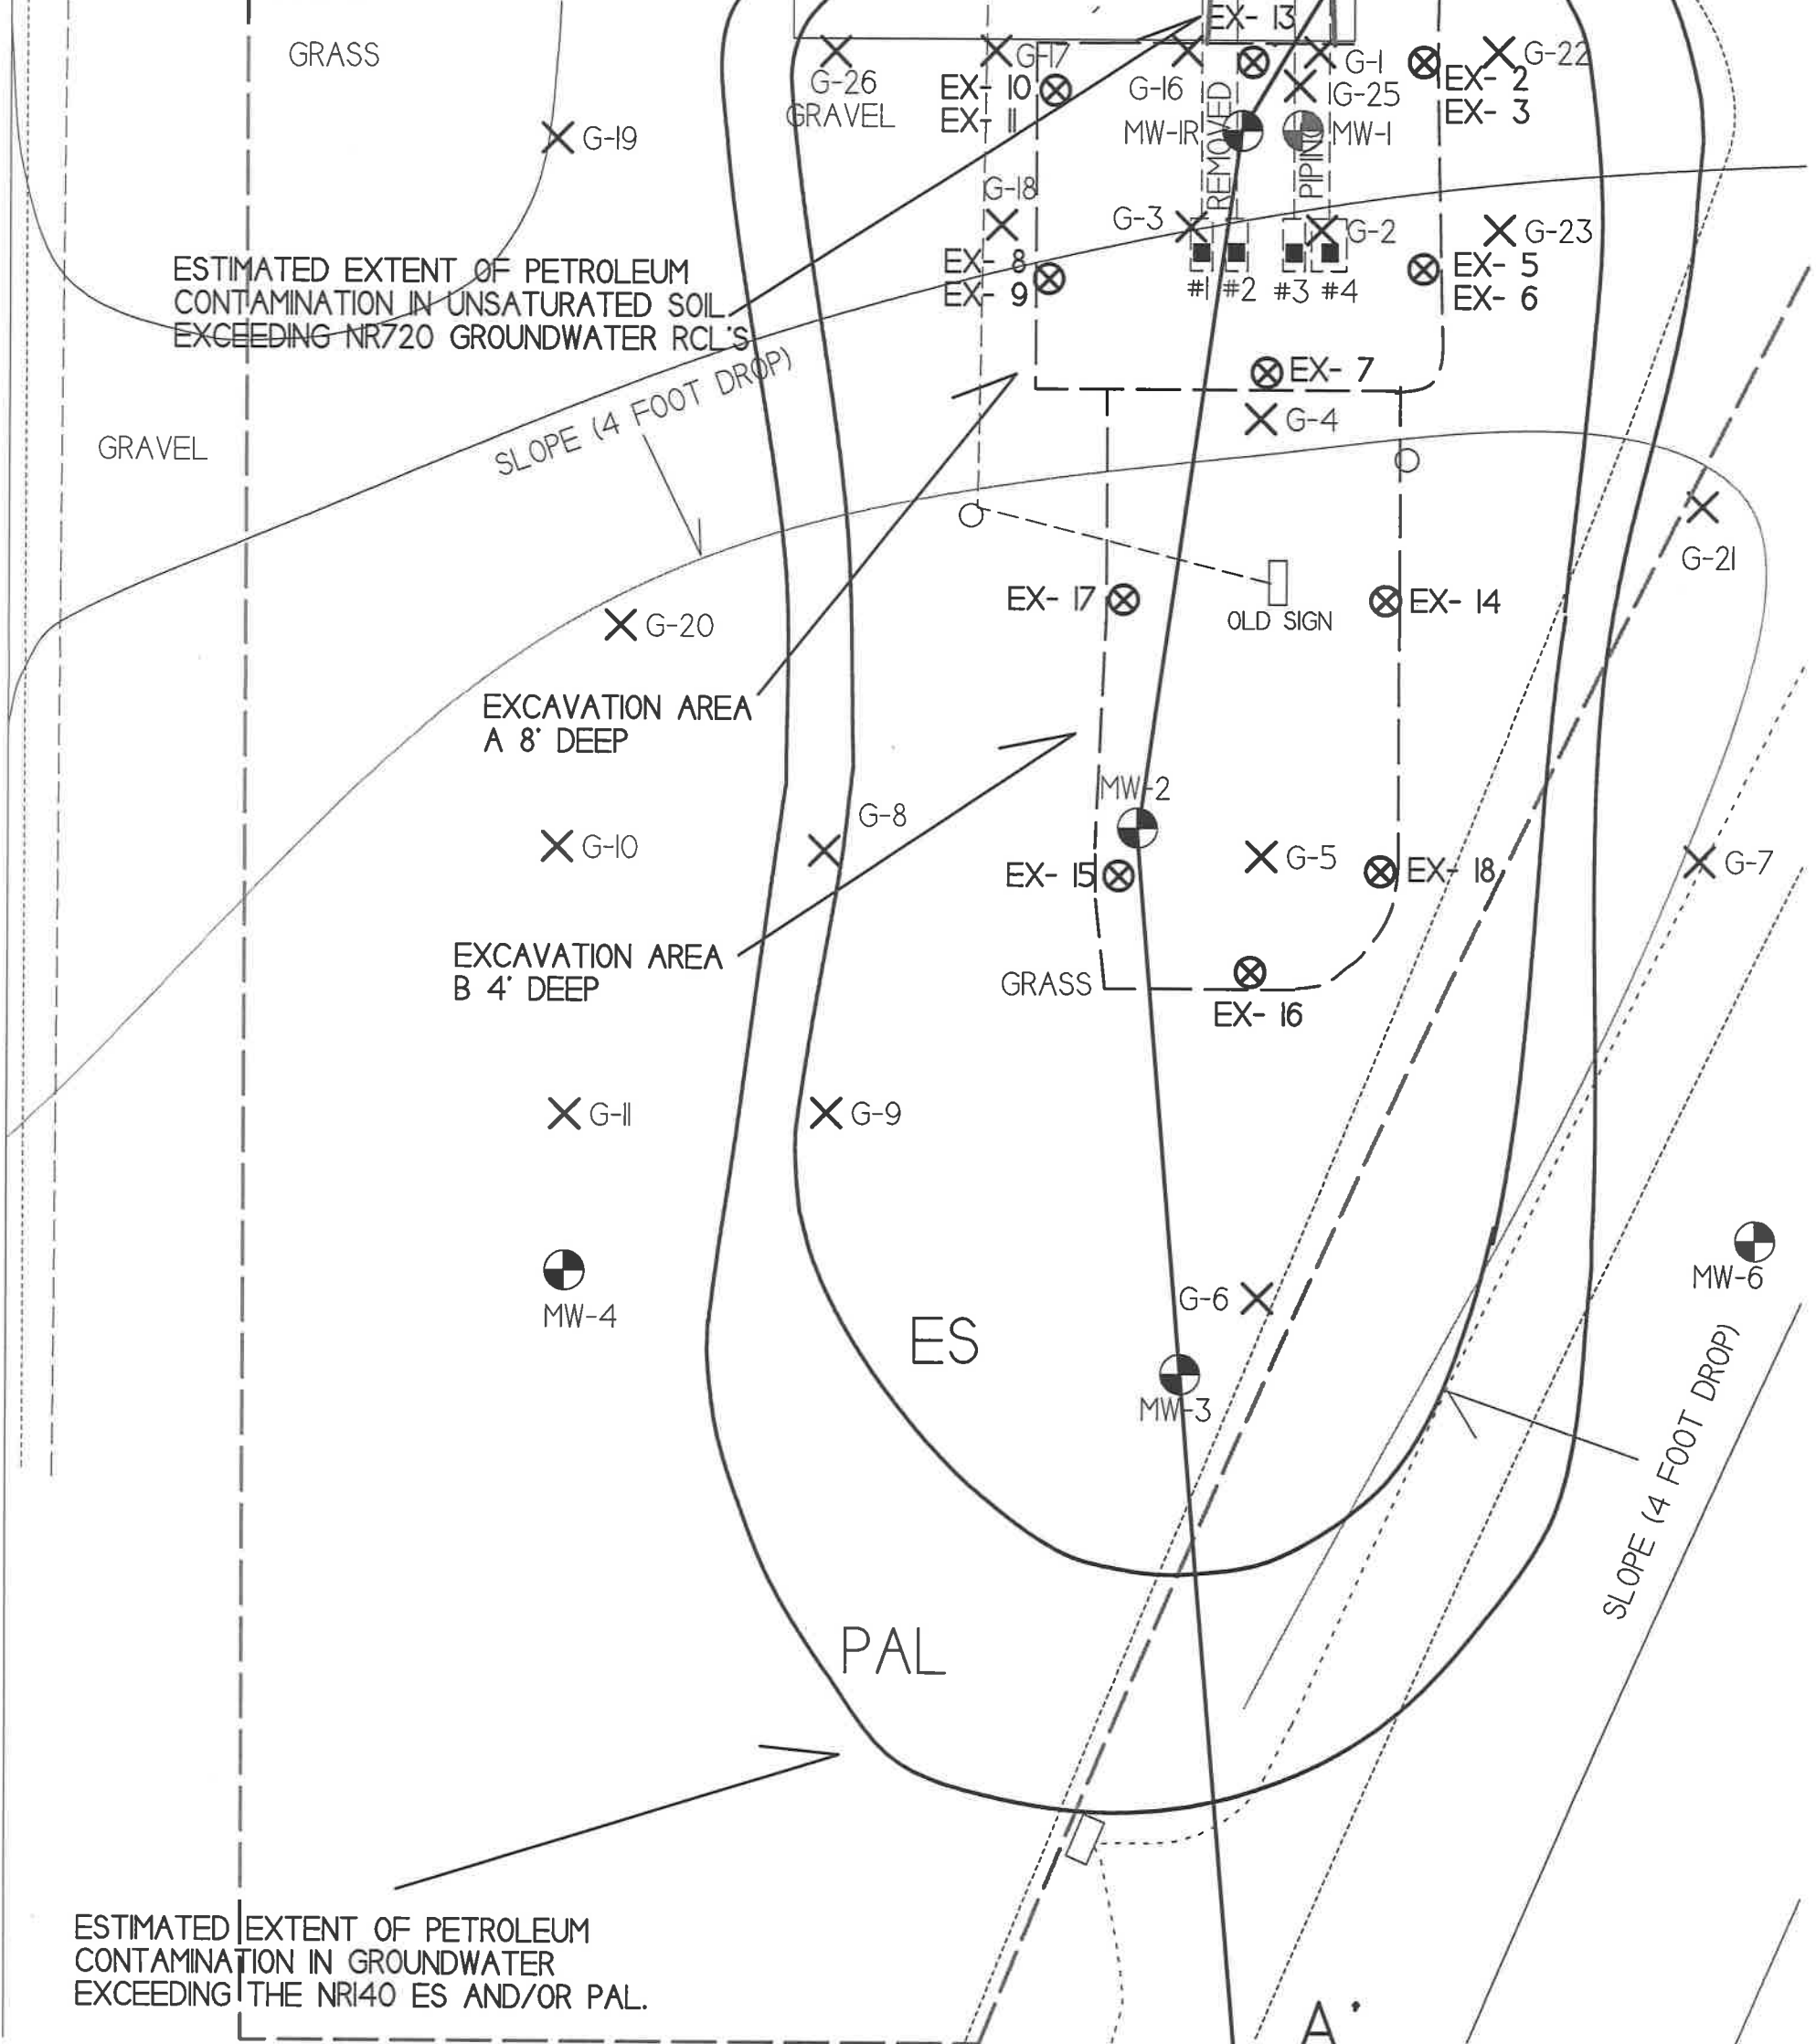 EX- 13
GRASS
G-17
G-1
G-22
G-26
EX- 10
G-16
G-25
EX- 2
GRAVEL
EX- 11
EX- 3
G-19
MW-1R
REMOVED
PIPING
MW-1
G-18
G-3
G-2
G-23
ESTIMATED EXTENT OF PETROLEUM
CONTAMINATION IN UNSATURATED SOIL
EXCEEDING NR720 GROUNDWATER RCL'S
EX- 8
EX- 9
EX- 5
EX- 6
#1
#2
#3
#4
EX- 7
SLOPE (4 FOOT DROP)
G-4
GRAVEL
G-21
EX- 17
EX- 14
OLD SIGN
G-20
EXCAVATION AREA
A 8' DEEP
MW-2
G-8
G-10
G-5
G-7
EX- 15
EX- 18
EXCAVATION AREA
B 4' DEEP
GRASS
EX- 16
G-11
G-9
MW-6
MW-4
G-6
ES
MW-3
SLOPE (4 FOOT DROP)
PAL
ESTIMATED EXTENT OF PETROLEUM
CONTAMINATION IN GROUNDWATER
EXCEEDING THE NR140 ES AND/OR PAL.
A'